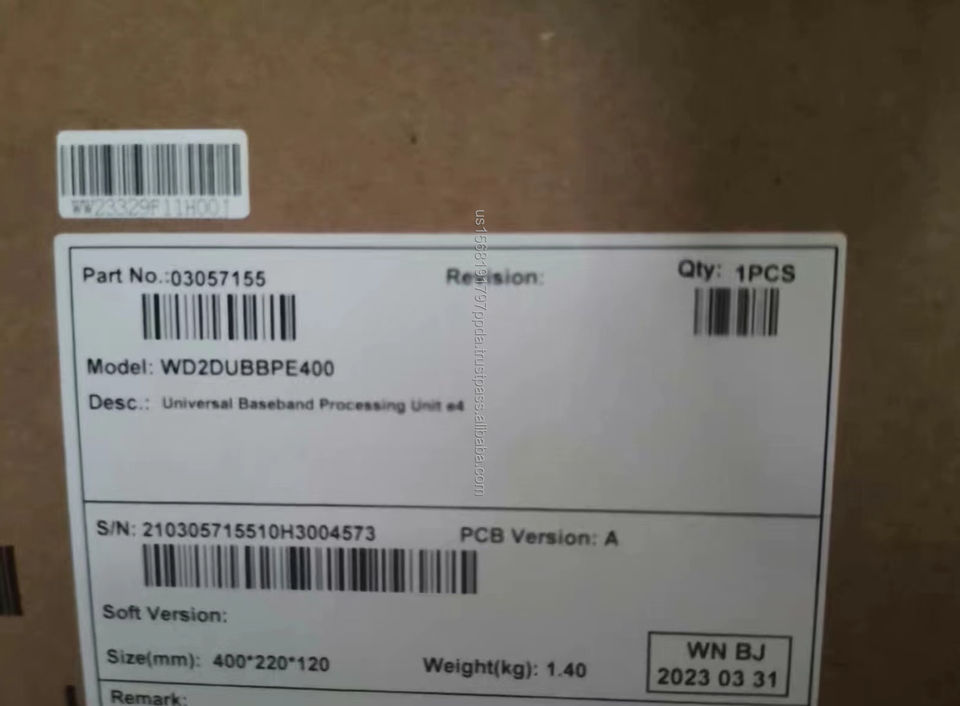 WW23329F11H001
Part No.:03057155
Revision:
Qty: 1PCS
Model: WD2DUBBPE400
Desc.: Universal Baseband Processing Unit e4
S/N: 210305715510H3004573
PCB Version: A
Soft Version:
Size(mm): 400*220*120
Weight(kg): 1.40
WN BJ
2023 03 31
Remark: